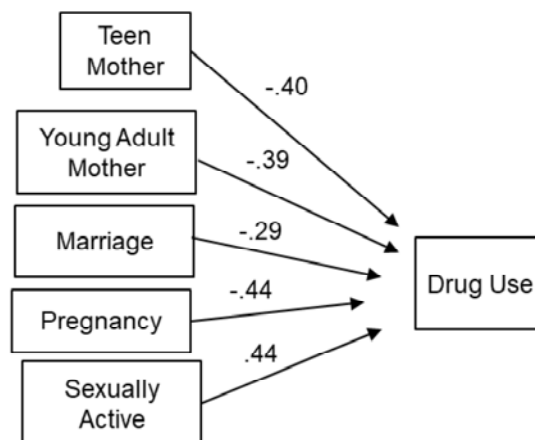 Teen
Mother
-.40
Young Adult
Mother
-.39
Marriage
-.29
Drug Use
Pregnancy
-.44
Sexually
Active
.44